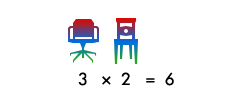 3 × 2 = 6